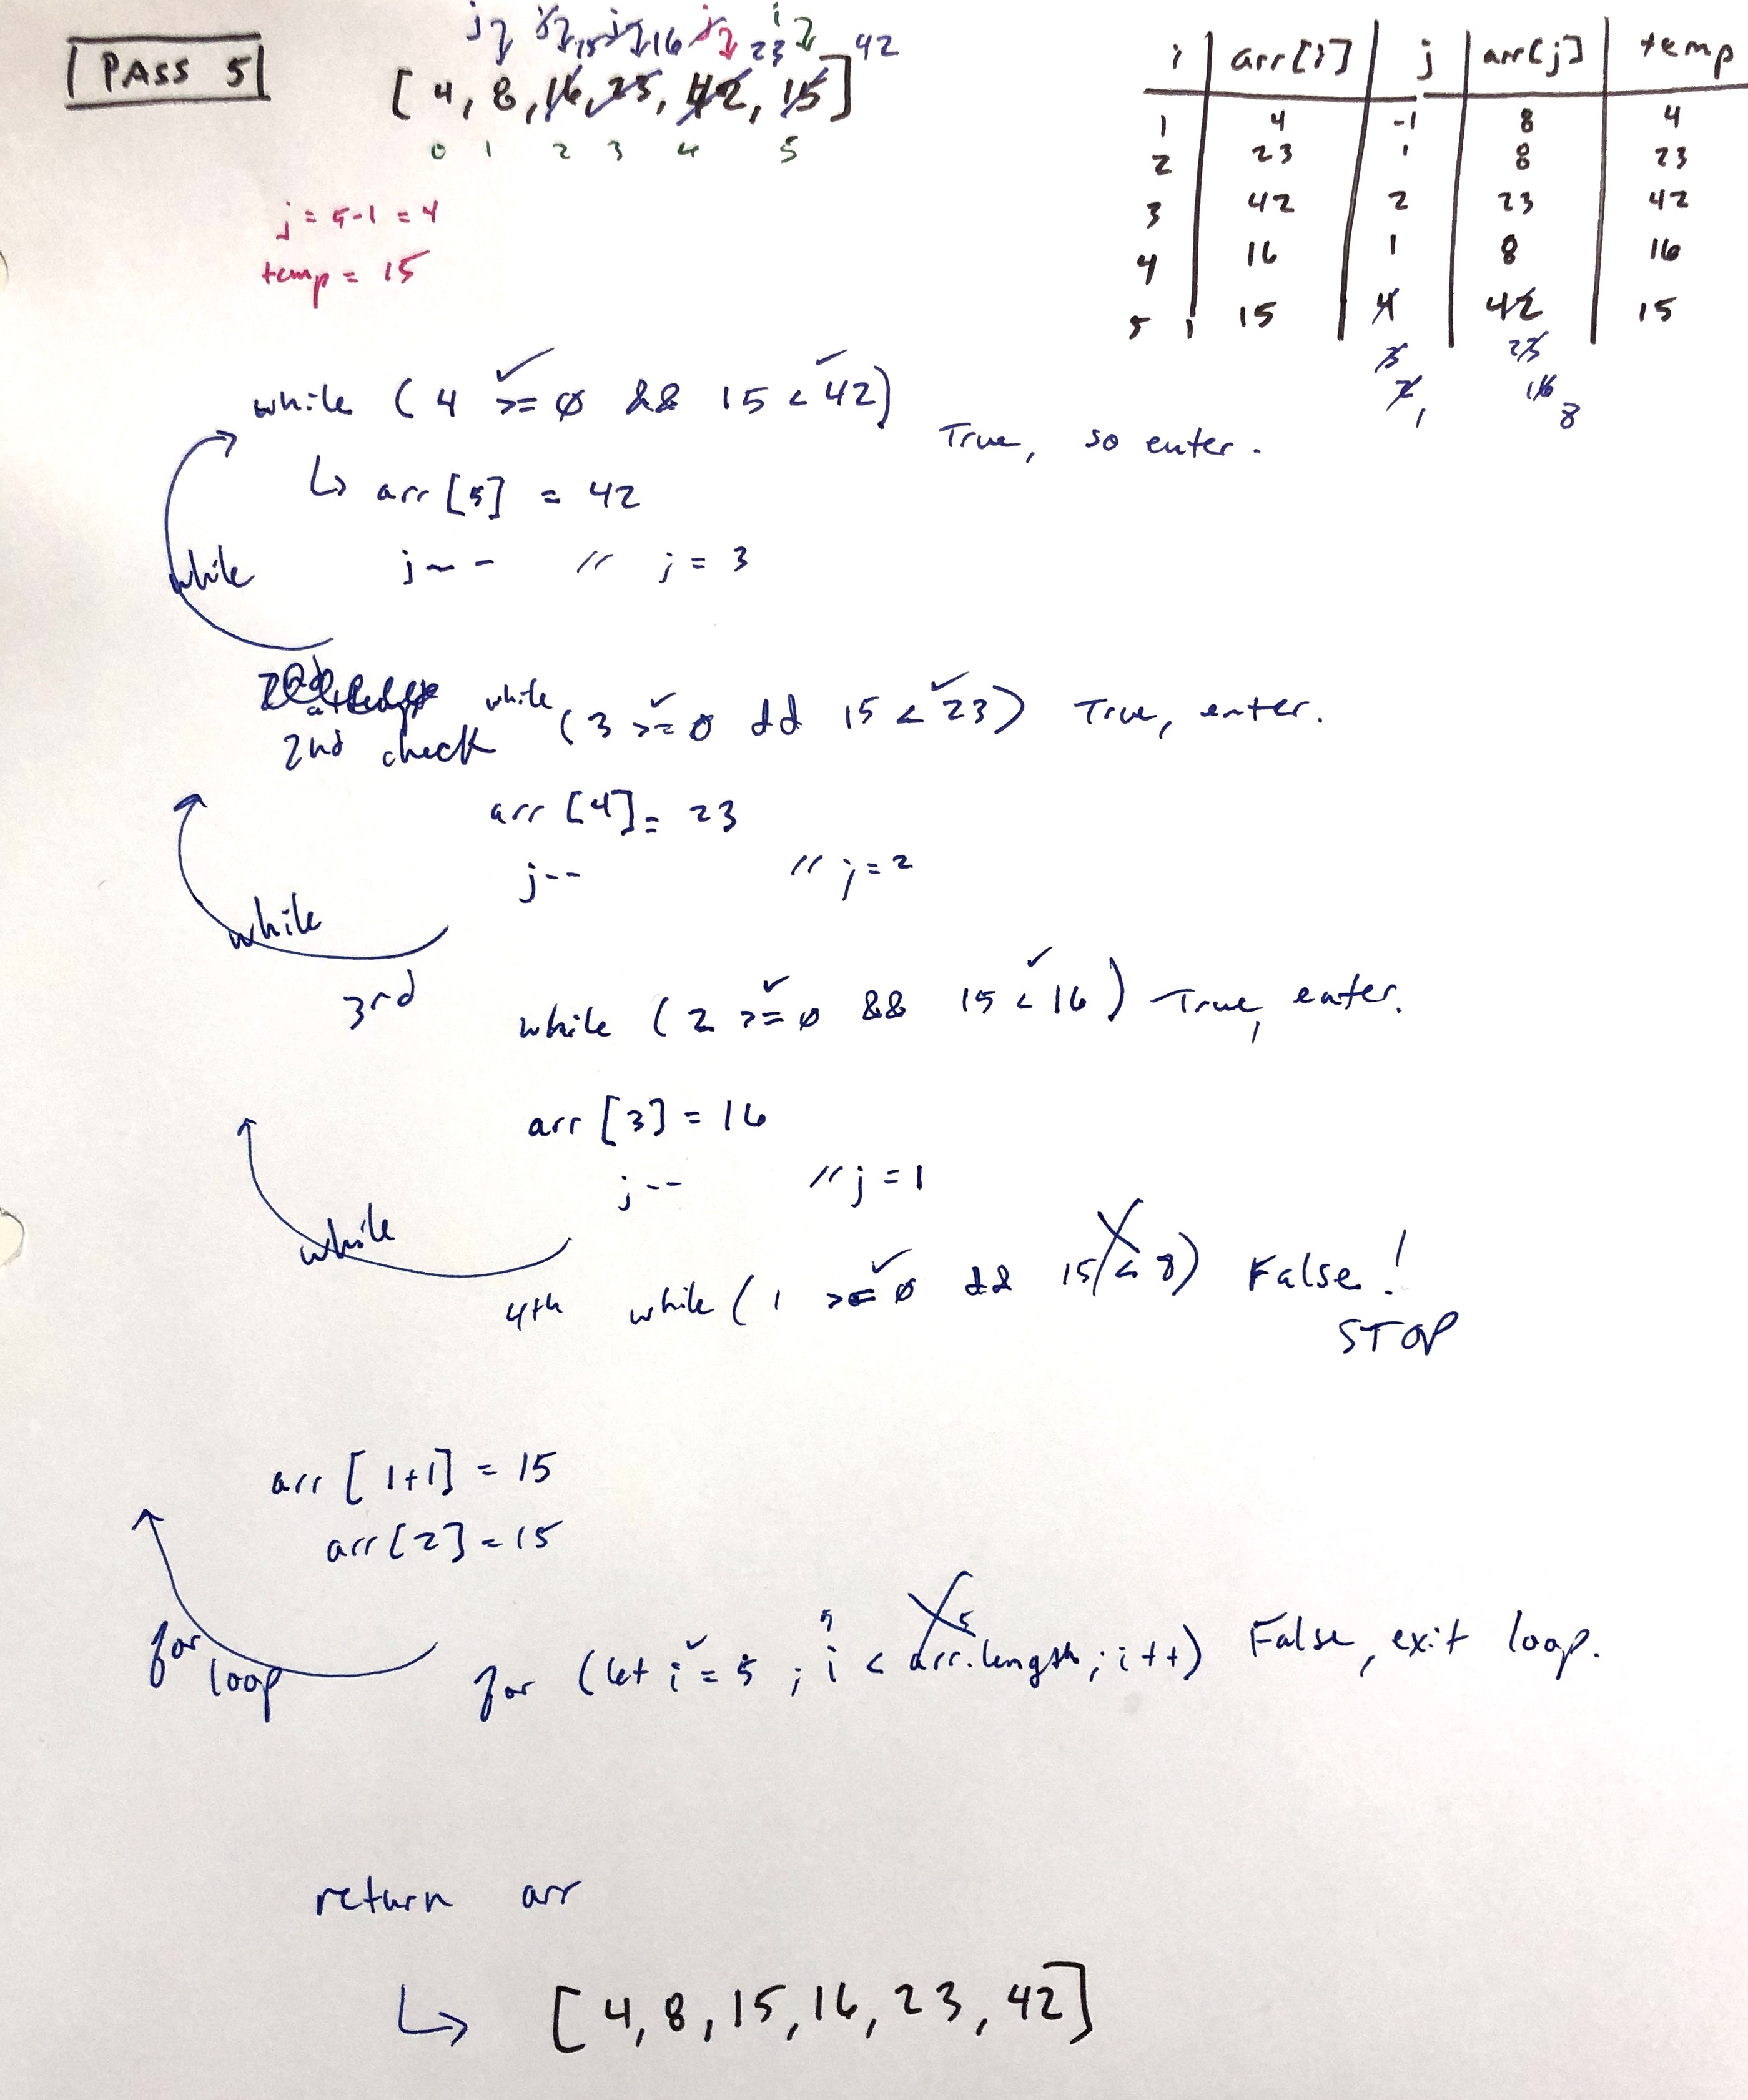 PASS 5
j j 15 j 16 j 23 i 42
[ 4, 8, 16, 23, 42, 15 ]
0 1 2 3 4 5
j = 5-1 = 4
temp = 15
i arr[i] j arr[j] temp
1 4 -1 8 4
2 23 1 8 23
3 42 2 23 42
4 16 1 8 16
5 15 4 42 15
3 23
2 16
1 8
while ( 4 >= 0 && 15 < 42) True, so enter.
↳ arr [5] = 42
while j-- // j = 3
2nd check while (3 >= 0 && 15 < 23) True, enter.
arr [4] = 23
j-- // j = 2
while
3rd while ( 2 >= 0 && 15 < 16 ) True, enter.
arr [3] = 16
j-- // j = 1
while
4th while ( 1 >= 0 && 15 < 8) False!
STOP
arr [ 1+1] = 15
arr [2] = 15
for loop
5 5
for (let i = 5 ; i < arr.length; i++) False, exit loop.
return arr
↳ [ 4, 8, 15, 16, 23, 42]